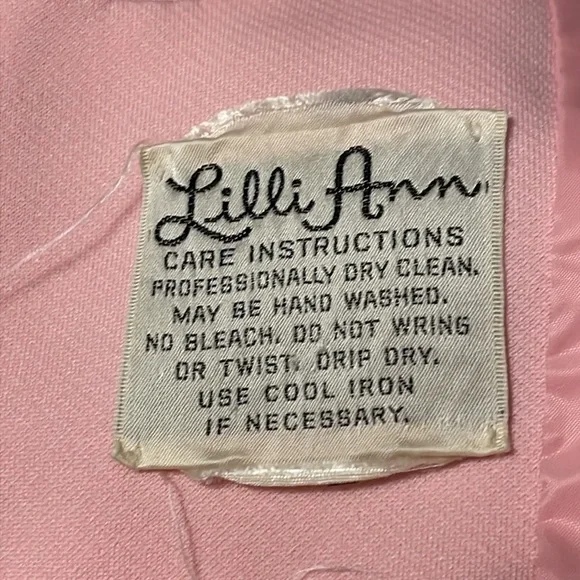 Lilli Ann
CARE INSTRUCTIONS
PROFESSIONALLY DRY CLEAN.
MAY BE HAND WASHED.
NO BLEACH. DO NOT WRING
OR TWIST. DRIP DRY.
USE COOL IRON
IF NECESSARY.